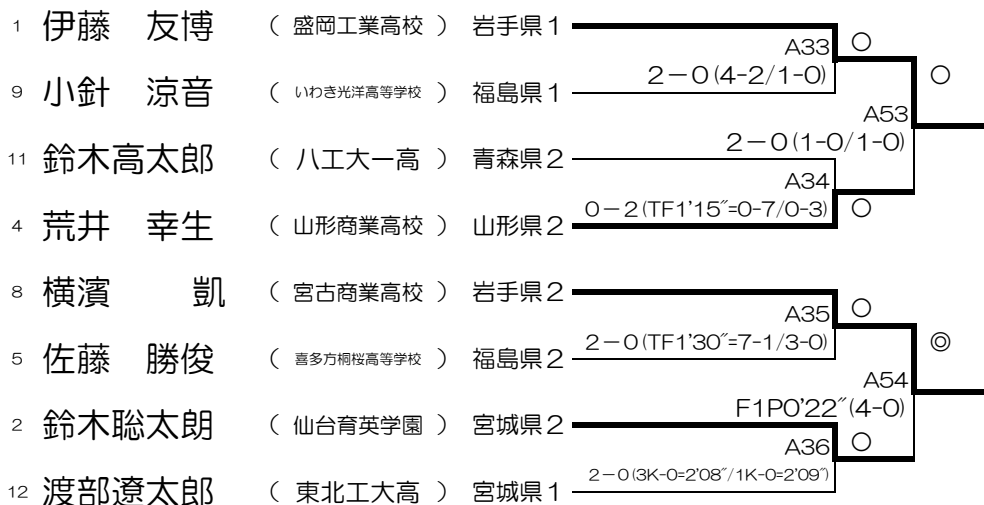 1 伊藤 友博 （ 盛岡工業高校 ） 岩手県1
A33 ○
2－0(4-2/1-0)
○
9 小針 涼音 （ いわき光洋高等学校 ） 福島県1
A53
2－0(1-0/1-0)
11 鈴木高太郎 （ 八工大一高 ） 青森県2
A34
0－2(TF1'15″=0-7/0-3) ○
4 荒井 幸生 （ 山形商業高校 ） 山形県2
8 横濱 凱 （ 宮古商業高校 ） 岩手県2
A35 ○
2－0(TF1'30″=7-1/3-0)
◎
5 佐藤 勝俊 （ 喜多方桐桜高等学校 ） 福島県2
A54
F1P0'22″(4-0)
2 鈴木聡太朗 （ 仙台育英学園 ） 宮城県2
A36 ○
2－0(3K-0=2'08″/1K-0=2'09″)
12 渡部遼太郎 （ 東北工大高 ） 宮城県1